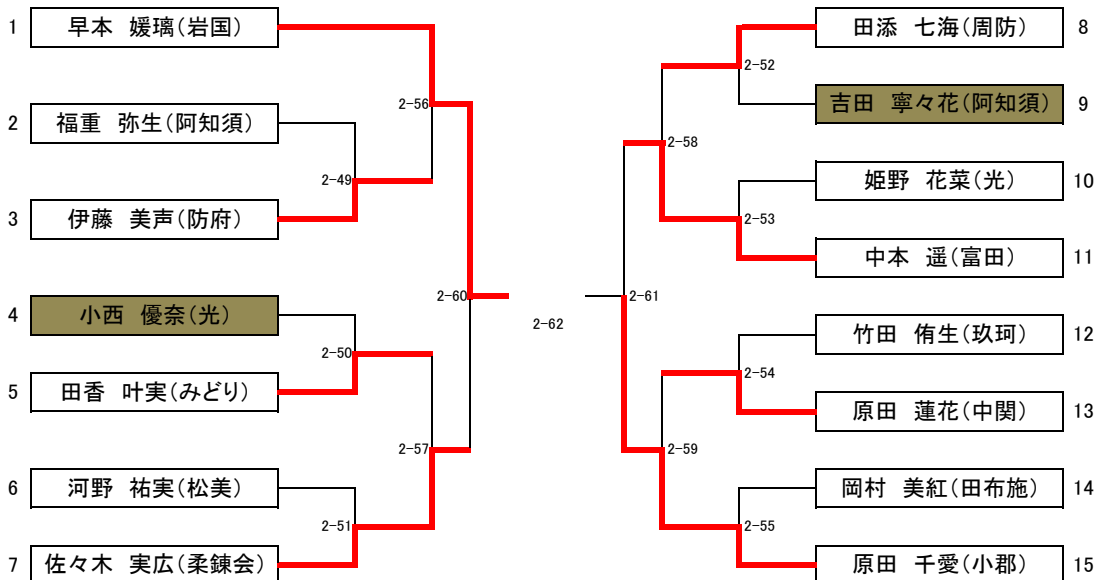 1 早本 媛璃(岩国)
2 福重 弥生(阿知須)
3 伊藤 美声(防府)
4 小西 優奈(光)
5 田香 叶実(みどり)
6 河野 祐実(松美)
7 佐々木 実広(柔錬会)
2-49
2-50
2-51
2-56
2-57
2-60
2-62
2-61
2-58
2-59
2-52
2-53
2-54
2-55
田添 七海(周防) 8
吉田 寧々花(阿知須) 9
姫野 花菜(光) 10
中本 遥(富田) 11
竹田 侑生(玖珂) 12
原田 蓮花(中関) 13
岡村 美紅(田布施) 14
原田 千愛(小郡) 15